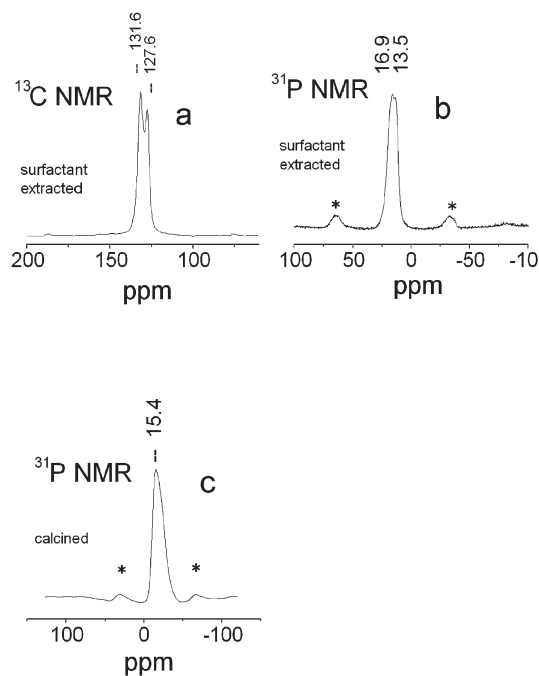 131.6
127.6
13C NMR
a
surfactant
extracted
200 150 100
ppm
16.9
13.5
31P NMR
b
surfactant
extracted
* *
100 50 0 -50 -10
ppm
15.4
31P NMR
c
calcined
* *
100 0 -100
ppm